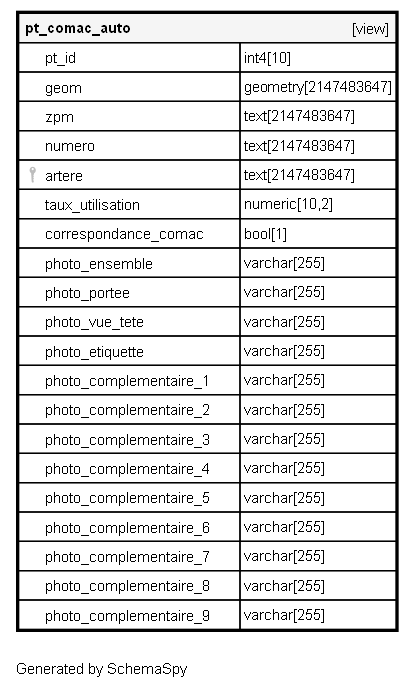 pt_comac_auto [view]
pt_id int4[10]
geom geometry[2147483647]
zpm text[2147483647]
numero text[2147483647]
artere text[2147483647]
taux_utilisation numeric[10,2]
correspondance_comac bool[1]
photo_ensemble varchar[255]
photo_portee varchar[255]
photo_vue_tete varchar[255]
photo_etiquette varchar[255]
photo_complementaire_1 varchar[255]
photo_complementaire_2 varchar[255]
photo_complementaire_3 varchar[255]
photo_complementaire_4 varchar[255]
photo_complementaire_5 varchar[255]
photo_complementaire_6 varchar[255]
photo_complementaire_7 varchar[255]
photo_complementaire_8 varchar[255]
photo_complementaire_9 varchar[255]
Generated by SchemaSpy